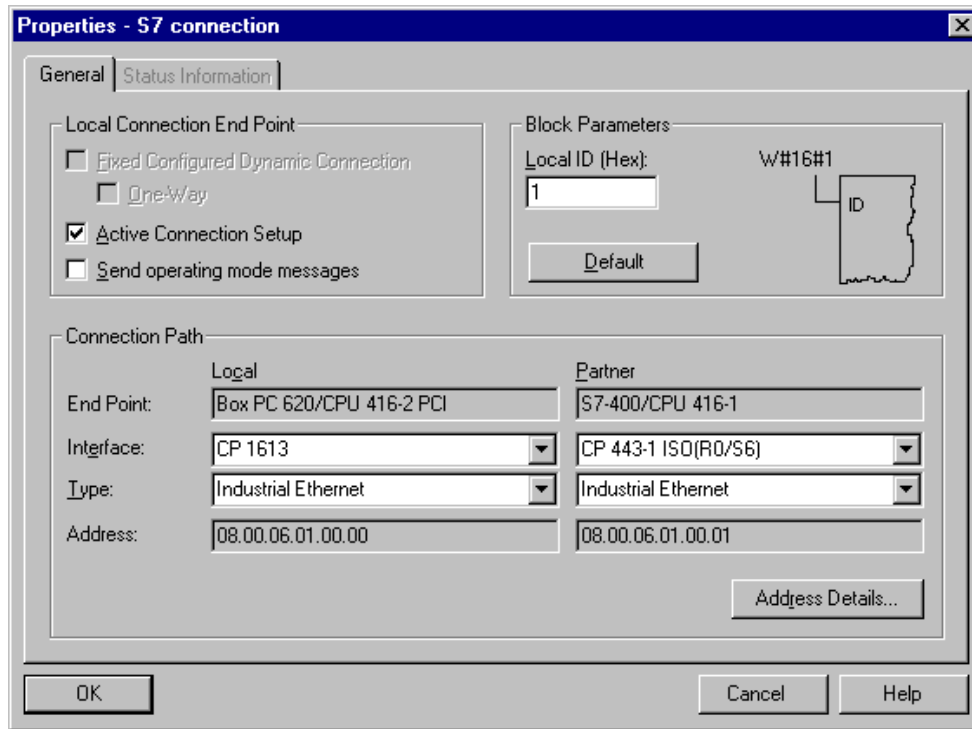 Properties - S7 connection
General Status Information
Local Connection End Point
Fixed Configured Dynamic Connection
One-Way
Active Connection Setup
Send operating mode messages
Block Parameters
Local ID (Hex): W#16#1
1
ID
Default
Connection Path
Local Partner
End Point: Box PC 620/CPU 416-2 PCI S7-400/CPU 416-1
Interface: CP 1613 CP 443-1 ISO(R0/S6)
Type: Industrial Ethernet Industrial Ethernet
Address: 08.00.06.01.00.00 08.00.06.01.00.01
Address Details...
OK Cancel Help